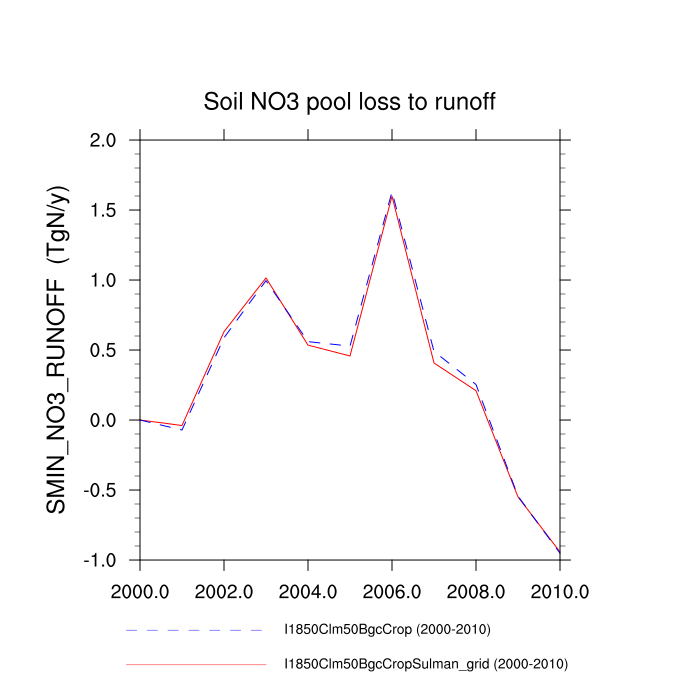 Soil NO3 pool loss to runoff
SMIN_NO3_RUNOFF (TgN/y)
2.0
1.5
1.0
0.5
0.0
-0.5
-1.0
2000.0 2002.0 2004.0 2006.0 2008.0 2010.0
I1850Clm50BgcCrop (2000-2010)
I1850Clm50BgcCropSulman_grid (2000-2010)